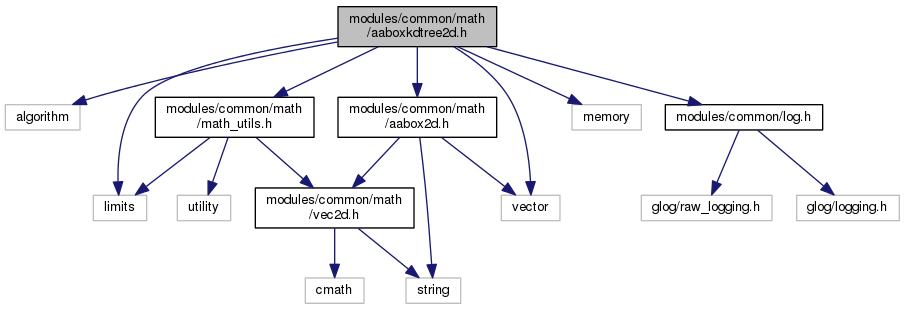 modules/common/math
/aaboxkdtree2d.h
algorithm
modules/common/math
/math_utils.h
modules/common/math
/aabox2d.h
memory
modules/common/log.h
limits
utility
modules/common/math
/vec2d.h
vector
glog/raw_logging.h
glog/logging.h
cmath
string